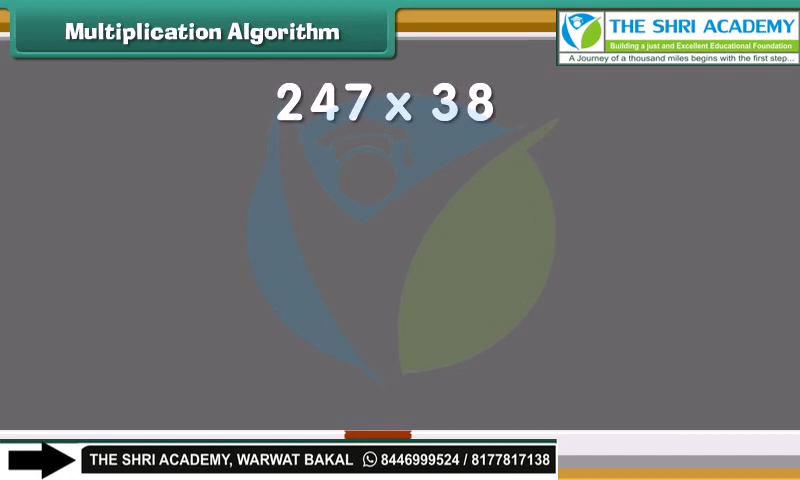 Multiplication Algorithm
THE SHRI ACADEMY
Building a just and Excellent Educational Foundation
A Journey of a thousand miles begins with the first step...
247 x 38
THE SHRI ACADEMY, WARWAT BAKAL 8446999524 / 8177817138